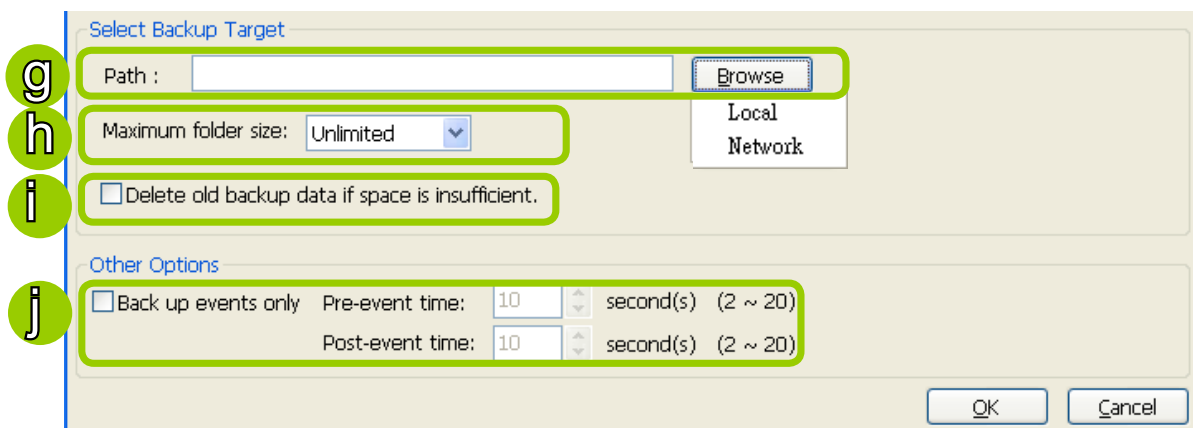 Select Backup Target
g
Path : Browse
Local
Network
h
Maximum folder size: Unlimited
i
Delete old backup data if space is insufficient.
Other Options
j
Back up events only Pre-event time: 10 second(s) (2 ~ 20)
Post-event time: 10 second(s) (2 ~ 20)
OK Cancel